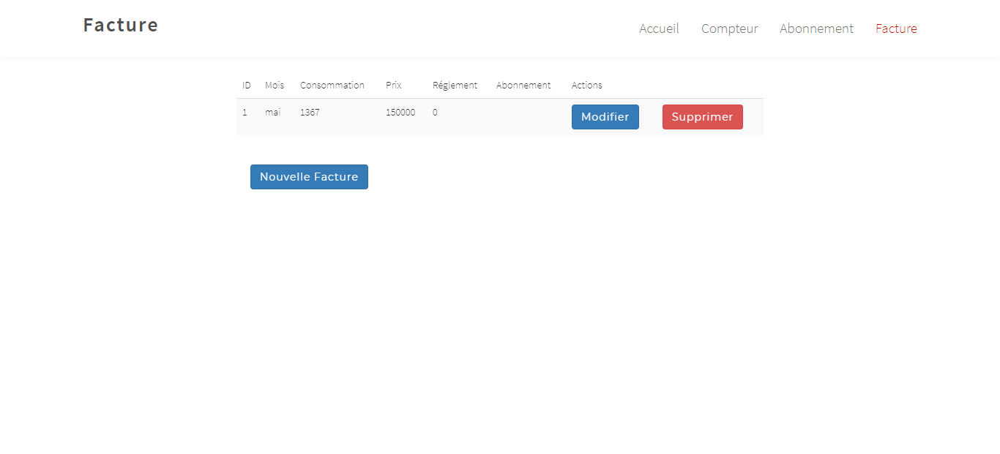 Facture
Accueil Compteur Abonnement Facture
ID Mois Consommation Prix Réglement Abonnement Actions
1 mai 1367 150000 0 Modifier Supprimer
Nouvelle Facture